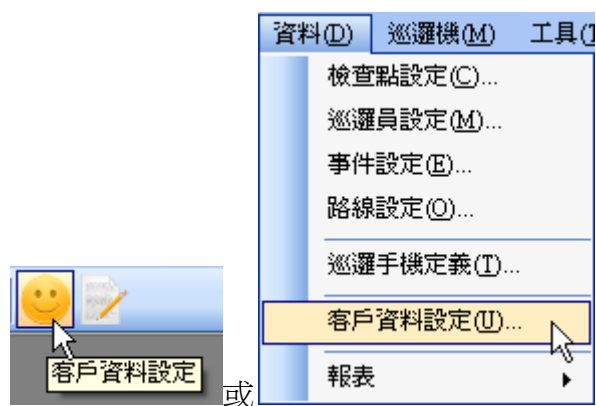 資料(D) 巡邏機(M) 工具(T
檢查點設定(C)...
巡邏員設定(M)...
事件設定(E)...
路線設定(O)...
巡邏手機定義(T)...
客戶資料設定(U)...
報表
客戶資料設定
或